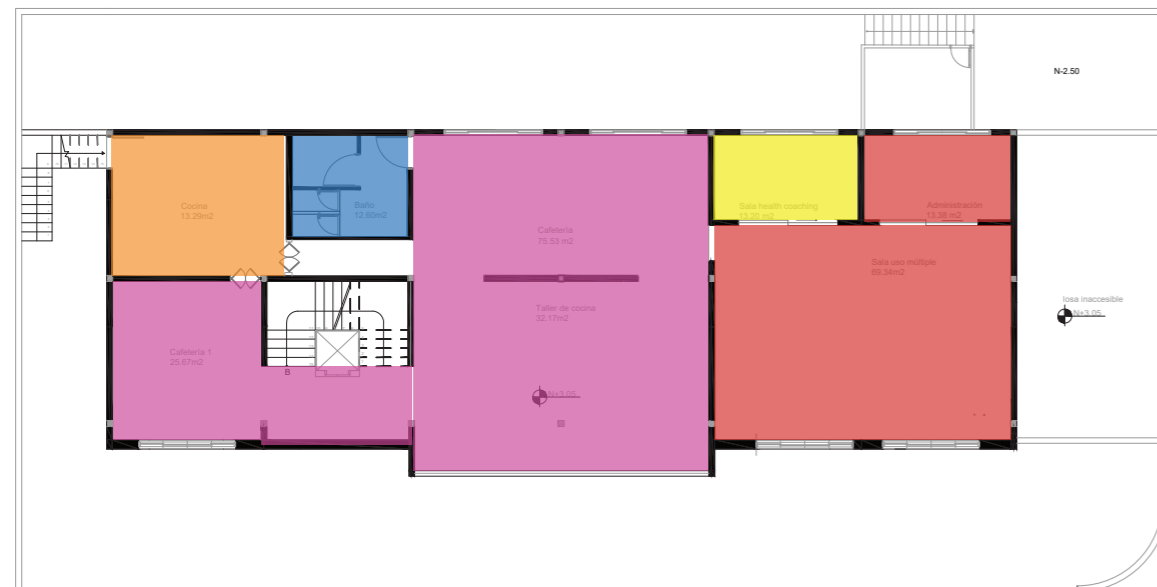 N-2.50
Cocina
13.29m2
Baño
12.60m2
Sala health coaching
13.20 m2
Administración
13.38 m2
Cafetería
75.53 m2
Sala uso múltiple
69.34m2
Taller de cocina
32.17m2
losa inaccesible
N+3.05
Cafetería 1
25.67m2
B
N+3.05